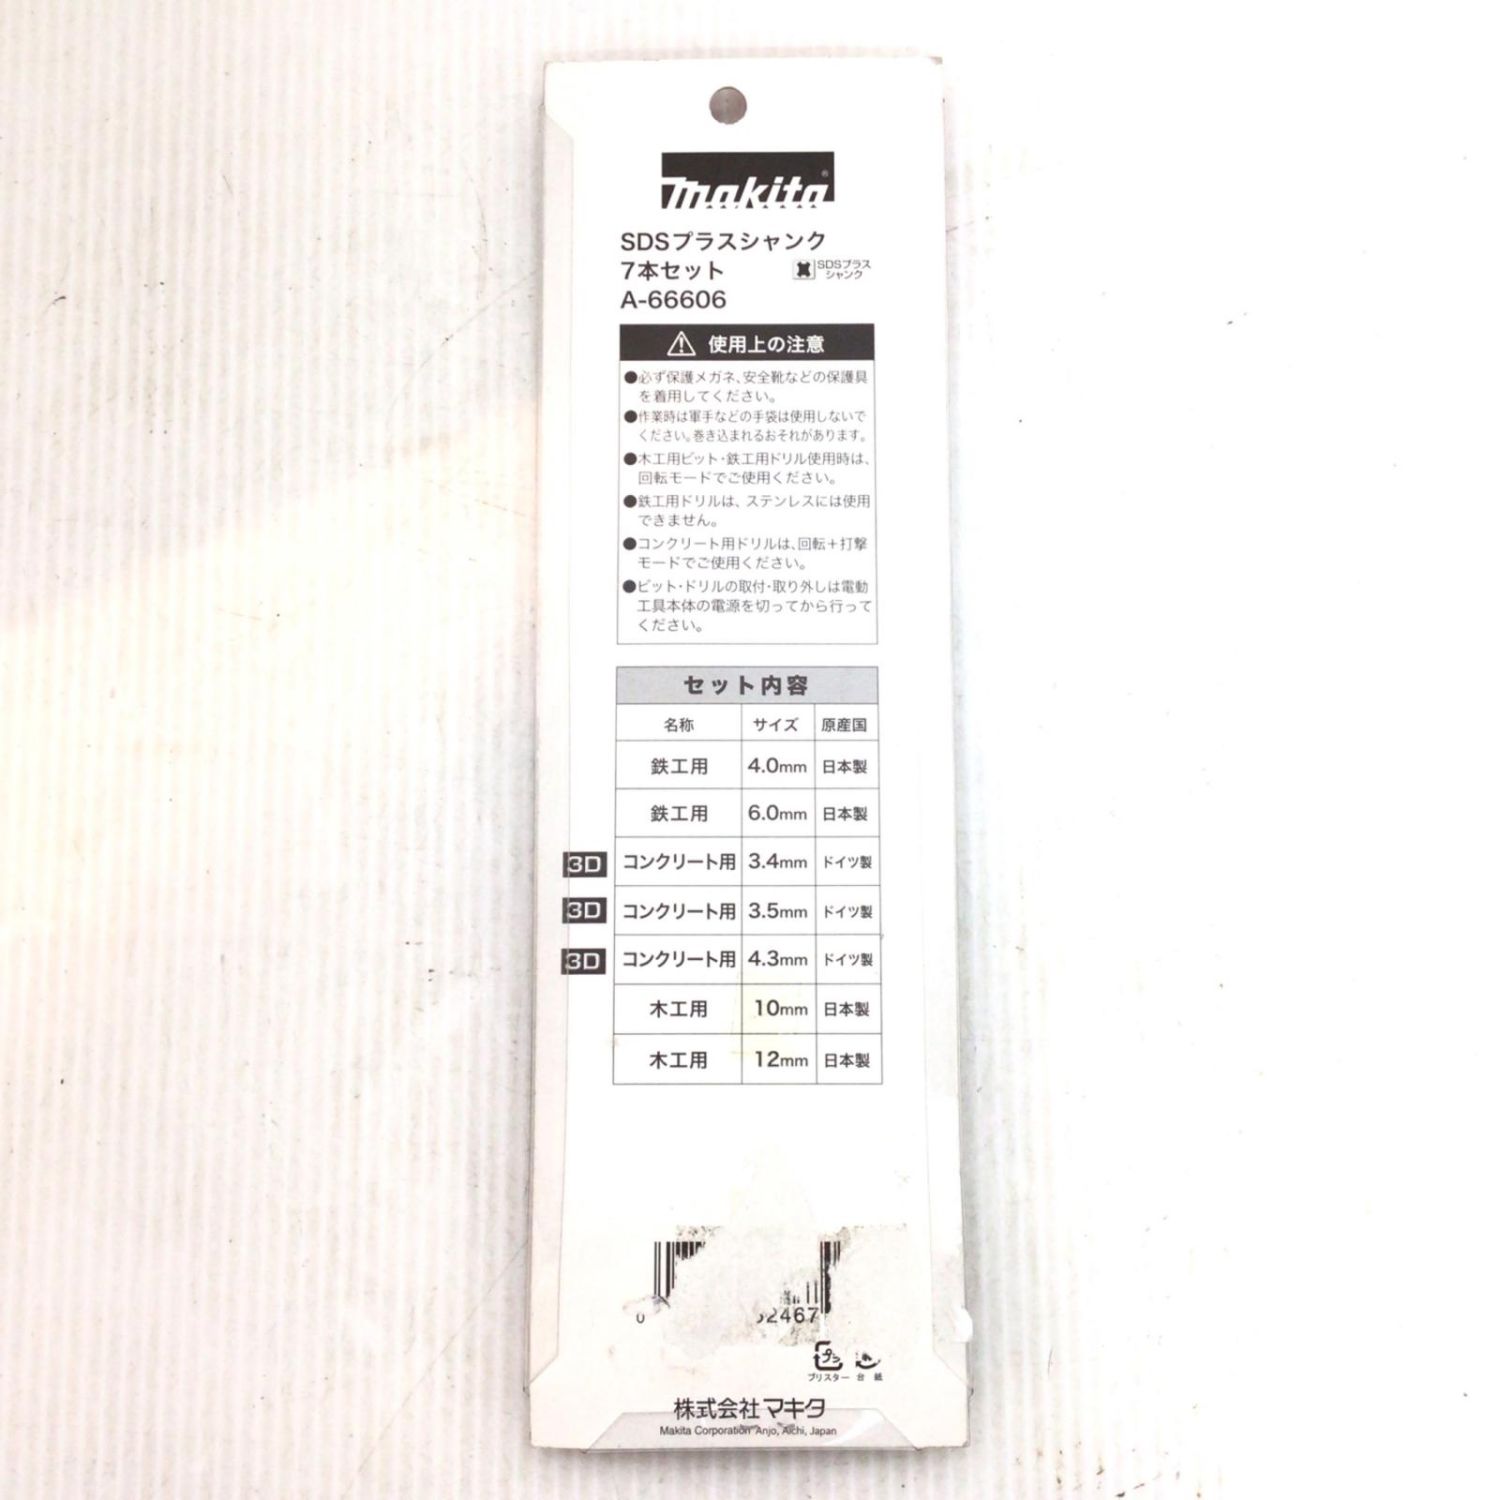 makita®
SDSプラスシャンク
7本セット
SDSプラス
シャンク
A-66606
使用上の注意
●必ず保護メガネ、安全靴などの保護具
を着用してください。
●作業時は軍手などの手袋は使用しないで
ください。巻き込まれるおそれがあります。
●木工用ビット・鉄工用ドリル使用時は、
回転モードでご使用ください。
●鉄工用ドリルは、ステンレスには使用
できません。
●コンクリート用ドリルは、回転＋打撃
モードでご使用ください。
●ビット・ドリルの取付・取り外しは電動
工具本体の電源を切ってから行って
ください。
セット内容
名称 サイズ 原産国
鉄工用 4.0mm 日本製
鉄工用 6.0mm 日本製
3D コンクリート用 3.4mm ドイツ製
3D コンクリート用 3.5mm ドイツ製
3D コンクリート用 4.3mm ドイツ製
木工用 10mm 日本製
木工用 12mm 日本製
0 2467
プラ
ブリスター 台紙
株式会社マキタ
Makita Corporation Anjo, Aichi, Japan